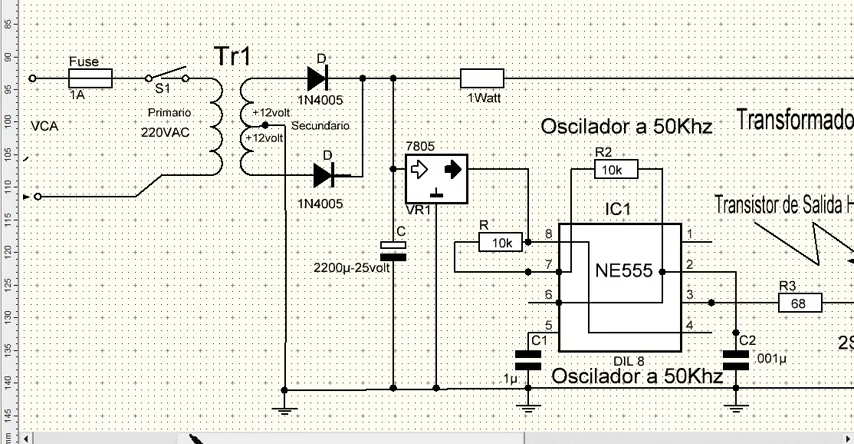 Fuse
1A
S1
VCA
Tr1
Primario
220VAC
+12volt
+12volt
Secundario
D
1N4005
D
1N4005
1Watt
7805
VR1
C
2200µ-25volt
Oscilador a 50Khz
R2
10k
IC1
R
10k
NE555
8
7
6
5
1
2
3
4
DIL 8
C1
1µ
Oscilador a 50Khz
C2
001µ
R3
68
Transformado
Transistor de Salida H
2S
85
90
95
100
105
110
115
120
125
130
135
140
145
mm